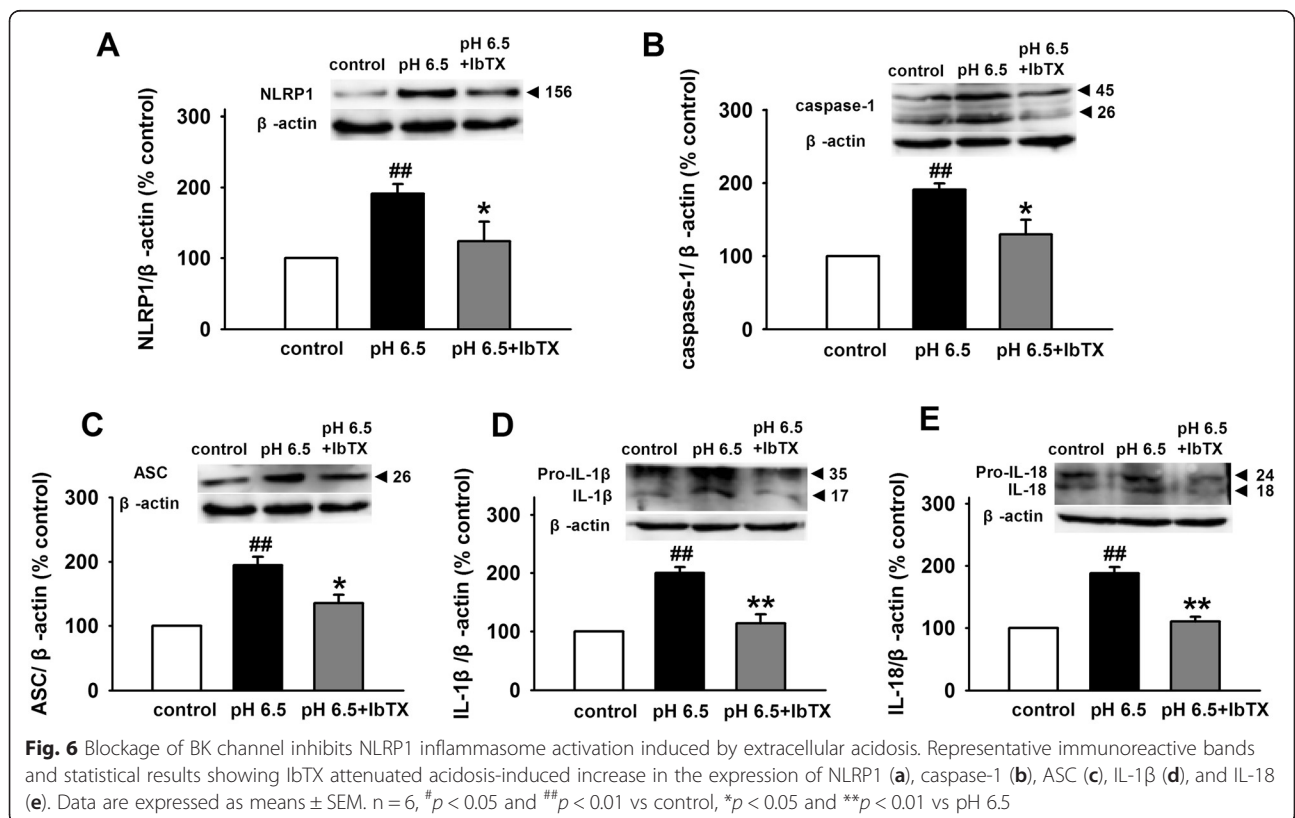 A
control pH 6.5 pH 6.5 +IbTX
NLRP1 ◄ 156
β -actin
NLRP1/β -actin (% control)
300
200
100
0
##
*
control pH 6.5 pH 6.5+IbTX
B
control pH 6.5 pH 6.5 +IbTX
caspase-1 ◄ 45
◄ 26
β -actin
caspase-1/ β -actin (% control)
300
200
100
0
##
*
control pH 6.5 pH 6.5+IbTX
C
control pH 6.5 pH 6.5 +IbTX
ASC ◄ 26
β -actin
ASC/ β -actin (% control)
300
200
100
0
##
*
control pH 6.5 pH 6.5+IbTX
D
control pH 6.5 pH 6.5 +IbTX
Pro-IL-1β ◄ 35
IL-1β ◄ 17
β -actin
IL-1β /β -actin (% control)
300
200
100
0
##
**
control pH 6.5 pH 6.5+IbTX
E
control pH 6.5 pH 6.5 +IbTX
Pro-IL-18 ◄ 24
IL-18 ◄ 18
β -actin
IL-18/β -actin (% control)
300
200
100
0
##
**
control pH 6.5 pH 6.5+IbTX
Fig. 6 Blockage of BK channel inhibits NLRP1 inflammasome activation induced by extracellular acidosis. Representative immunoreactive bands
and statistical results showing IbTX attenuated acidosis-induced increase in the expression of NLRP1 (a), caspase-1 (b), ASC (c), IL-1β (d), and IL-18
(e). Data are expressed as means ± SEM. n = 6, #p < 0.05 and ##p < 0.01 vs control, *p < 0.05 and **p < 0.01 vs pH 6.5